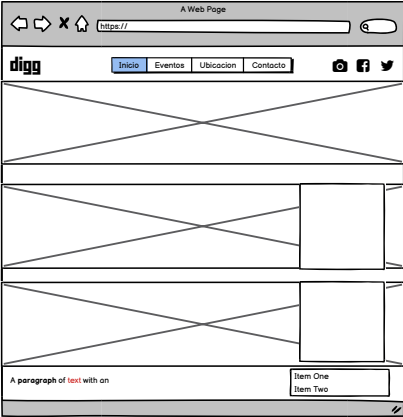 A Web Page
https://
digg
Inicio Eventos Ubicacion Contacto
A paragraph of text with an
Item One
Item Two